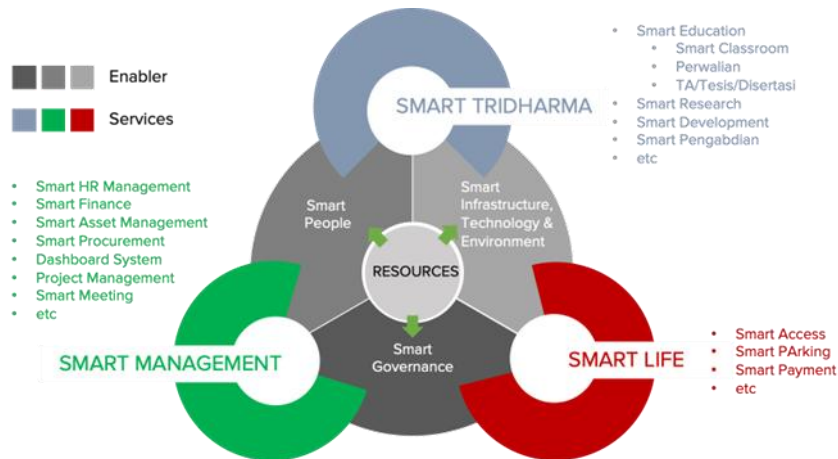 Enabler
Services
• Smart Education
• Smart Classroom
• Perwalian
• TA/Tesis/Disertasi
• Smart Research
• Smart Development
• Smart Pengabdian
• etc
SMART TRIDHARMA
• Smart HR Management
• Smart Finance
• Smart Asset Management
• Smart Procurement
• Dashboard System
• Project Management
• Smart Meeting
• etc
Smart
People
Smart
Infrastructure,
Technology &
Environment
RESOURCES
Smart
Governance
SMART MANAGEMENT
SMART LIFE
• Smart Access
• Smart PArking
• Smart Payment
• etc